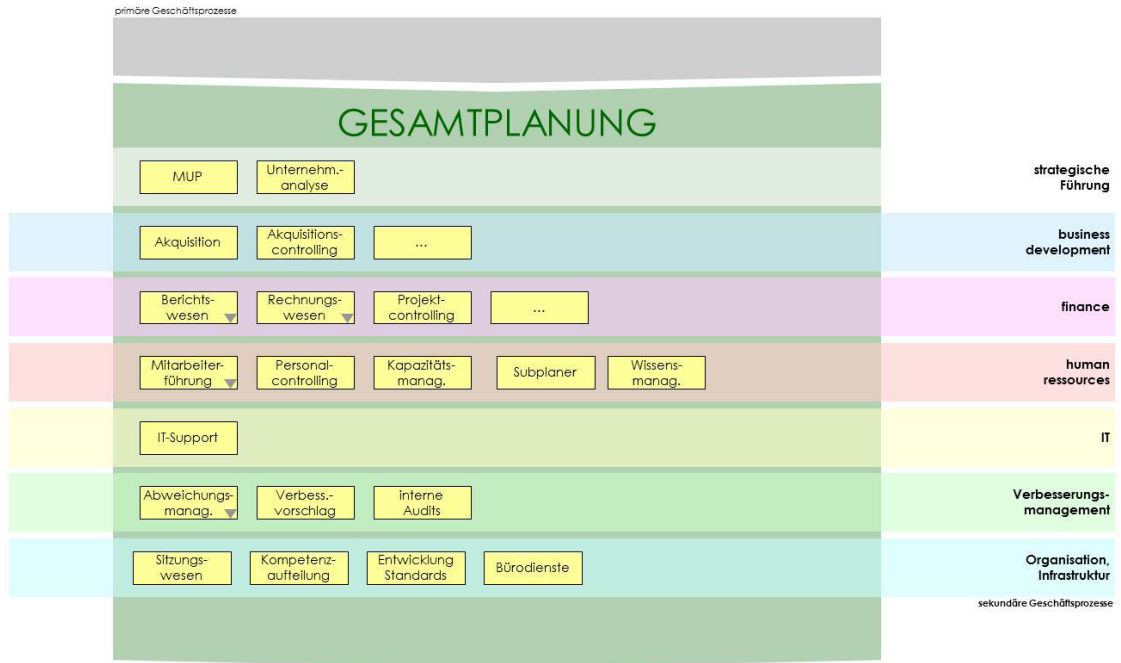 primäre Geschäftsprozesse
GESAMTPLANUNG
MUP
Unternehm.-
analyse
strategische
Führung
Akquisition
Akquisitions-
controlling
...
business
development
Berichts-
wesen
Rechnungs-
wesen
Projekt-
controlling
...
finance
Mitarbeiter-
führung
Personal-
controlling
Kapazitäts-
manag.
Subplaner
Wissens-
manag.
human
ressources
IT-Support
IT
Abweichungs-
manag.
Verbess.-
vorschlag
interne
Audits
Verbesserungs-
management
Sitzungs-
wesen
Kompetenz-
aufteilung
Entwicklung
Standards
Bürodienste
Organisation,
Infrastruktur
sekundäre Geschäftsprozesse